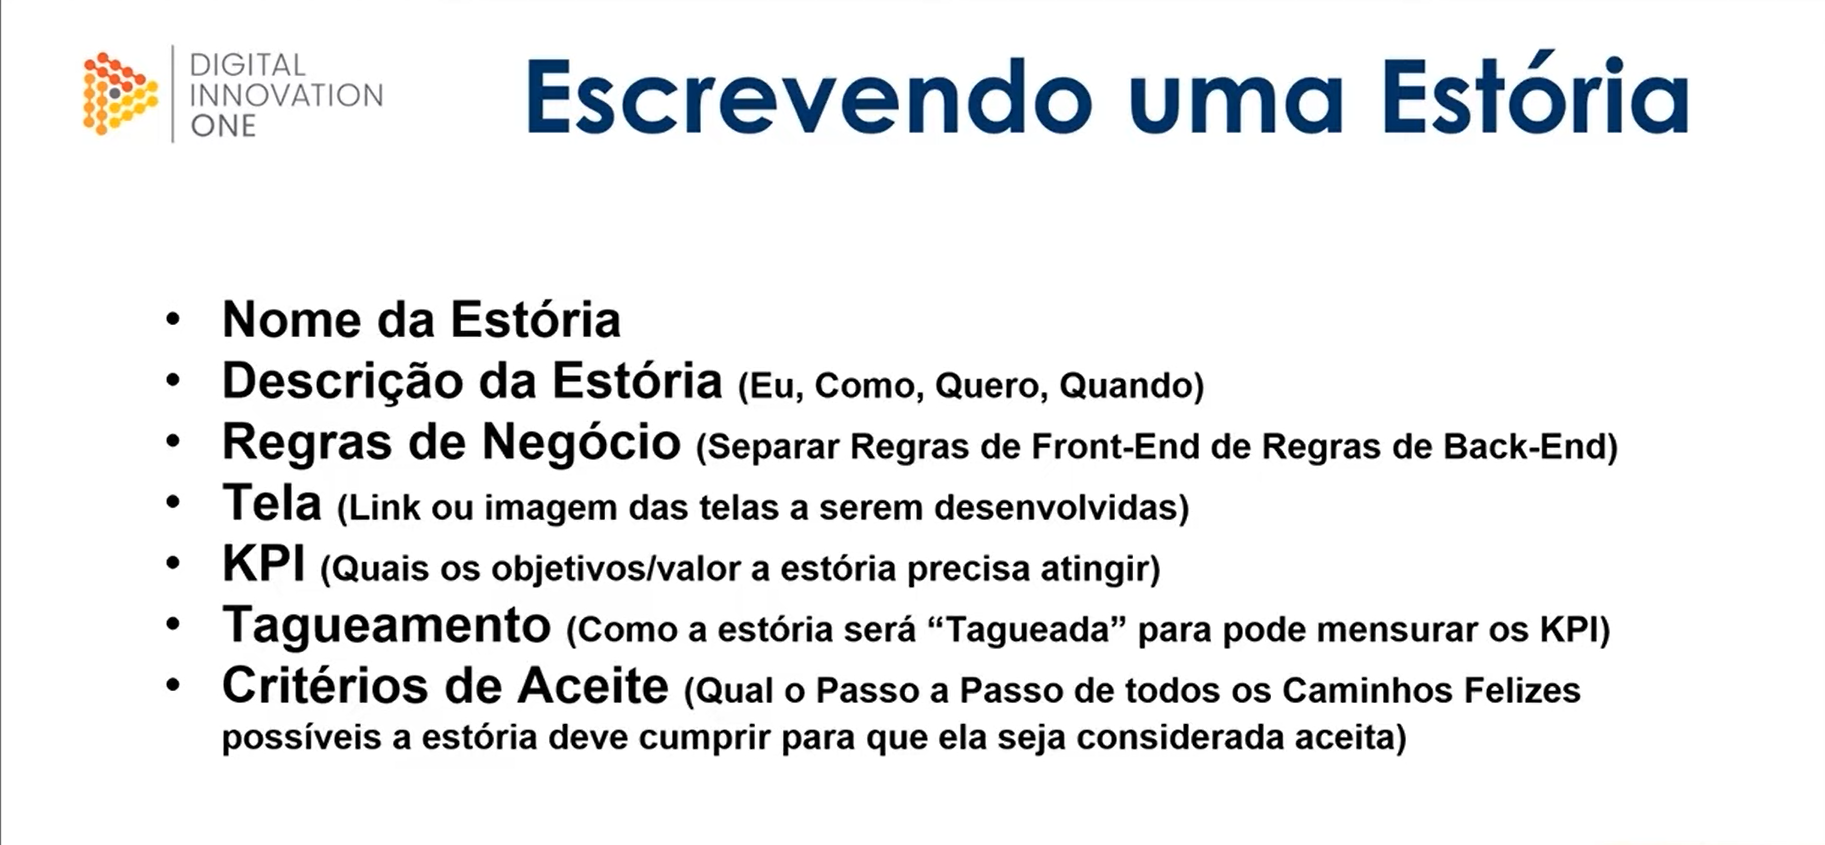 DIGITAL
INNOVATION
ONE
Escrevendo uma Estória
• Nome da Estória
• Descrição da Estória (Eu, Como, Quero, Quando)
• Regras de Negócio (Separar Regras de Front-End de Regras de Back-End)
• Tela (Link ou imagem das telas a serem desenvolvidas)
• KPI (Quais os objetivos/valor a estória precisa atingir)
• Tagueamento (Como a estória será “Tagueada” para pode mensurar os KPI)
• Critérios de Aceite (Qual o Passo a Passo de todos os Caminhos Felizes
possíveis a estória deve cumprir para que ela seja considerada aceita)